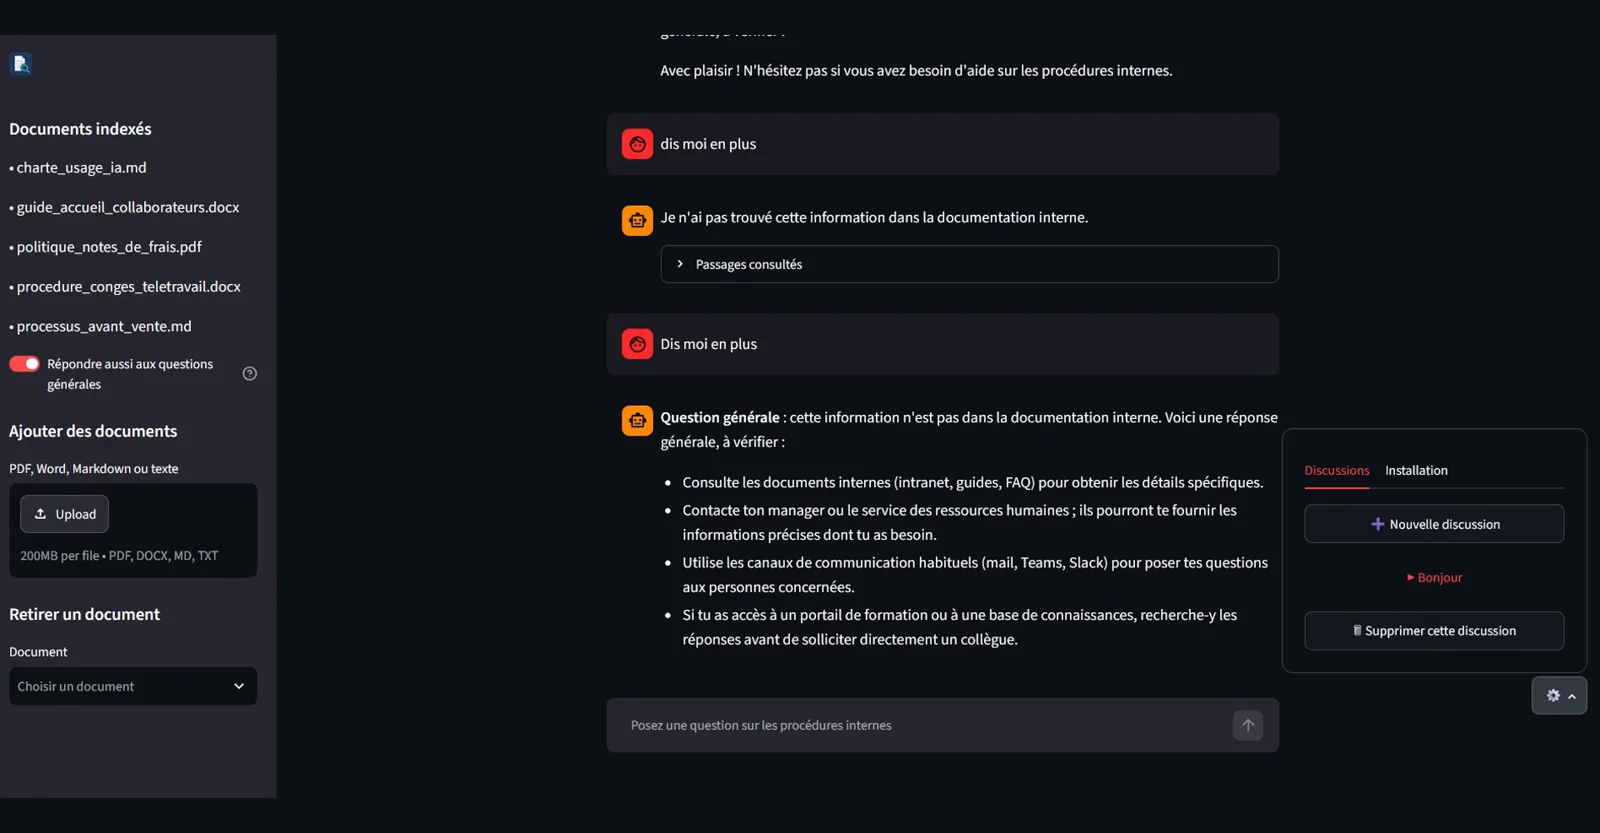 Documents indexés
• charte_usage_ia.md
• guide_accueil_collaborateurs.docx
• politique_notes_de_frais.pdf
• procedure_conges_teletravail.docx
• processus_avant_vente.md
Répondre aussi aux questions
générales
Ajouter des documents
PDF, Word, Markdown ou texte
Upload
200MB per file • PDF, DOCX, MD, TXT
Retirer un document
Document
Choisir un document
générale, à vérifier :
Avec plaisir ! N'hésitez pas si vous avez besoin d'aide sur les procédures internes.
dis moi en plus
Je n'ai pas trouvé cette information dans la documentation interne.
Passages consultés
Dis moi en plus
Question générale : cette information n'est pas dans la documentation interne. Voici une réponse
générale, à vérifier :
• Consulte les documents internes (intranet, guides, FAQ) pour obtenir les détails spécifiques.
• Contacte ton manager ou le service des ressources humaines ; ils pourront te fournir les
informations précises dont tu as besoin.
• Utilise les canaux de communication habituels (mail, Teams, Slack) pour poser tes questions
aux personnes concernées.
• Si tu as accès à un portail de formation ou à une base de connaissances, recherche-y les
réponses avant de solliciter directement un collègue.
Posez une question sur les procédures internes
Discussions Installation
Nouvelle discussion
Bonjour
Supprimer cette discussion